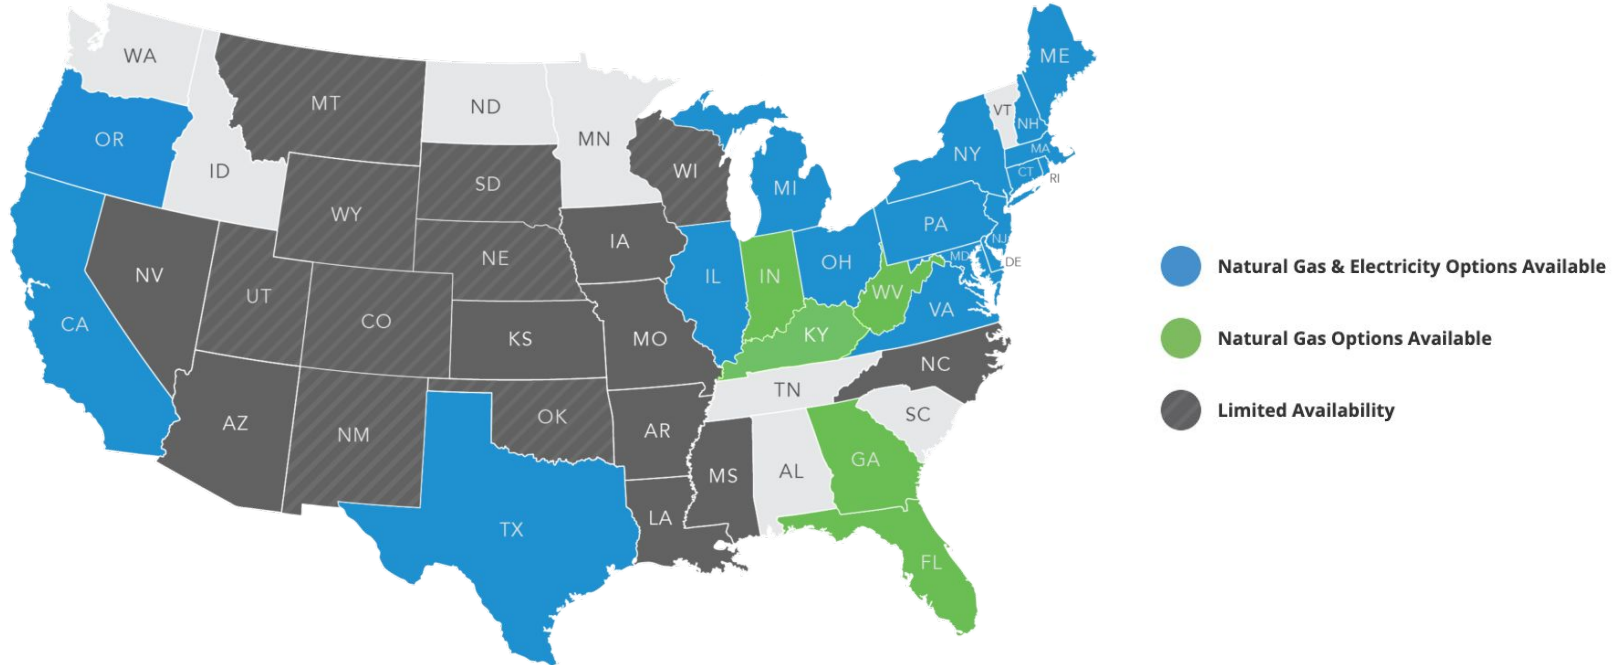 WA
MT
ND
MN
ME
VT
NH
OR
ID
SD
WI
MI
NY
MA
CT
RI
WY
NE
IA
PA
NJ
NV
UT
CO
KS
MO
IL
IN
OH
MD
DE
WV
VA
KY
CA
AZ
NM
OK
AR
TN
NC
SC
MS
AL
GA
TX
LA
FL
Natural Gas & Electricity Options Available
Natural Gas Options Available
Limited Availability